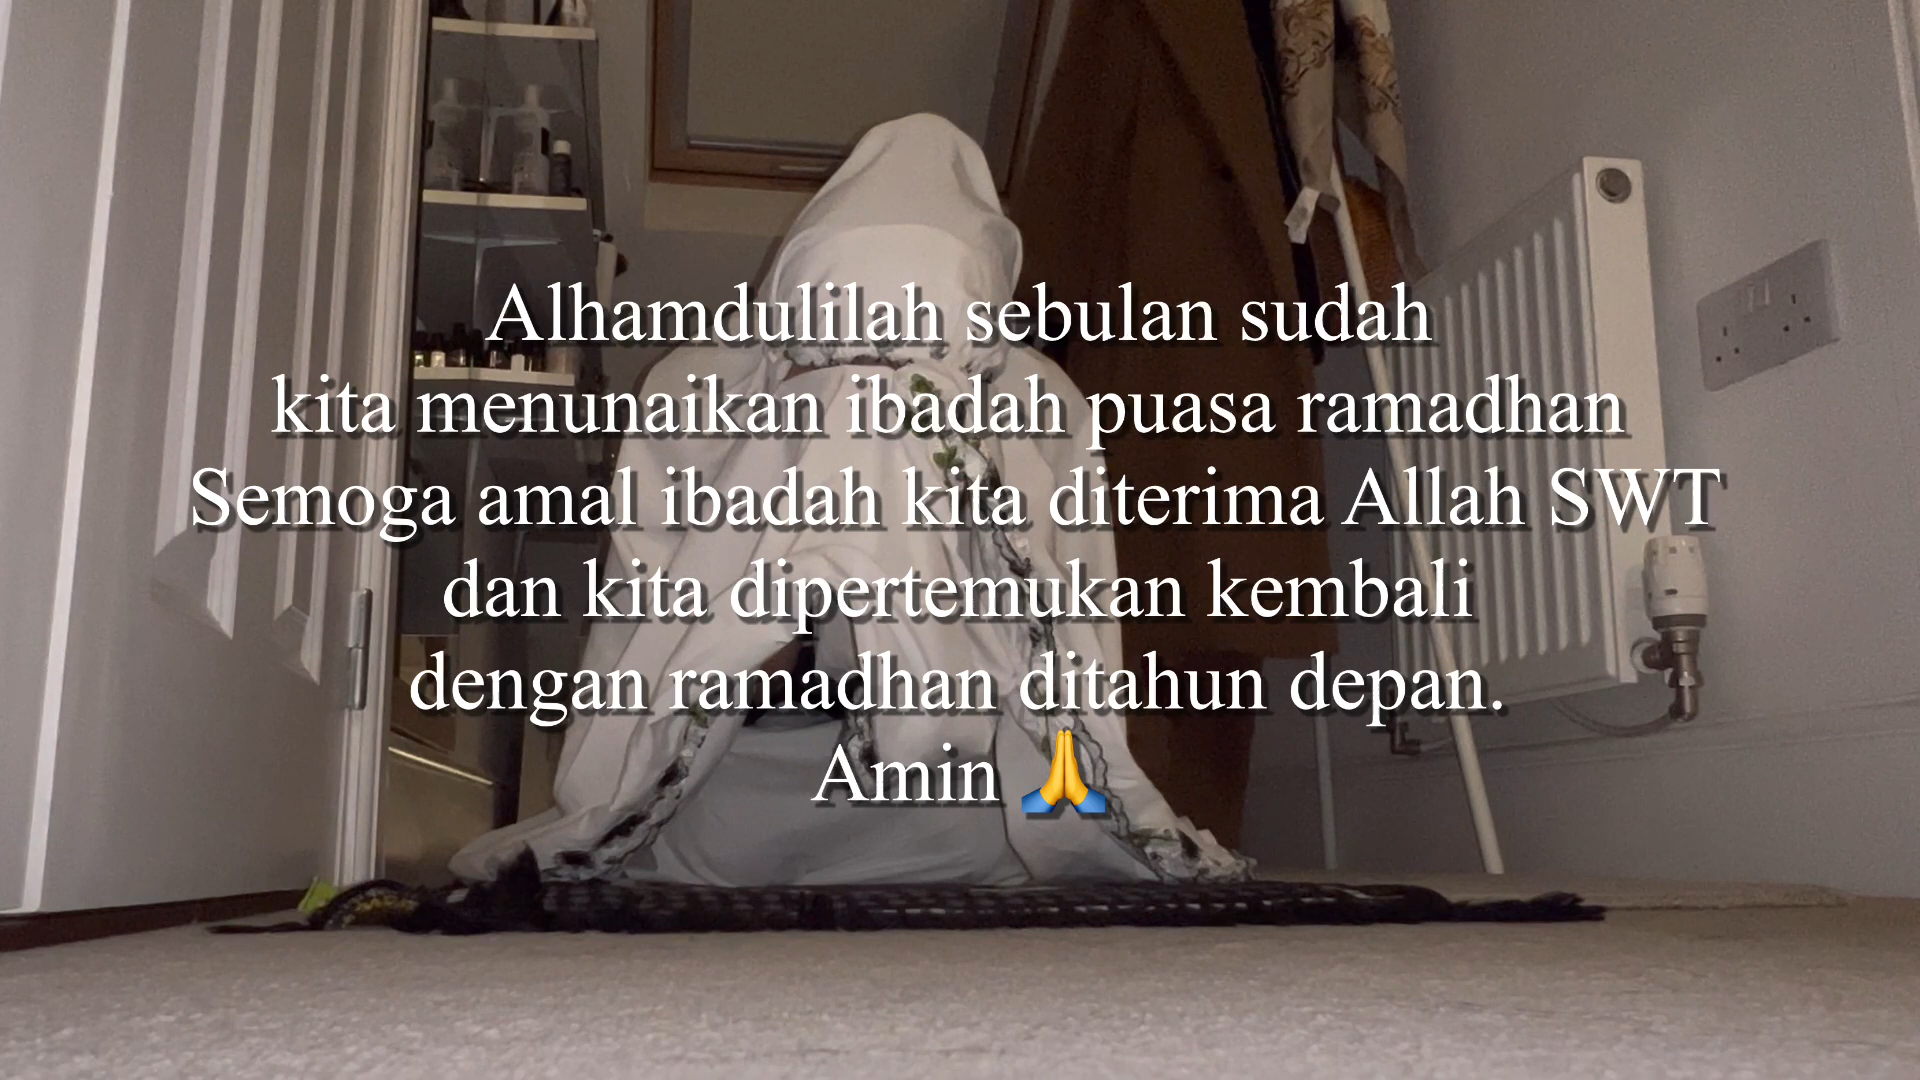 Alhamdulilah sebulan sudah
kita menunaikan ibadah puasa ramadhan
Semoga amal ibadah kita diterima Allah SWT
dan kita dipertemukan kembali
dengan ramadhan ditahun depan.
Amin 🙏